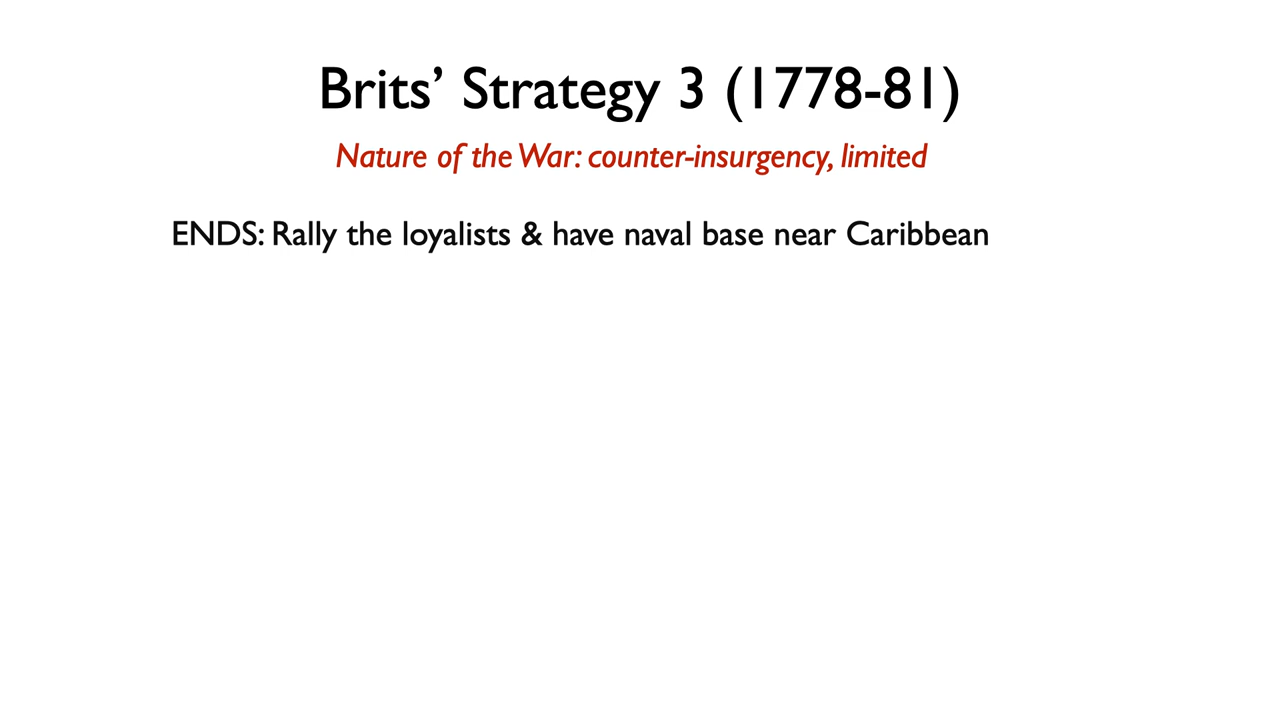 Brits’ Strategy 3 (1778-81)
Nature of the War: counter-insurgency, limited
ENDS: Rally the loyalists & have naval base near Caribbean